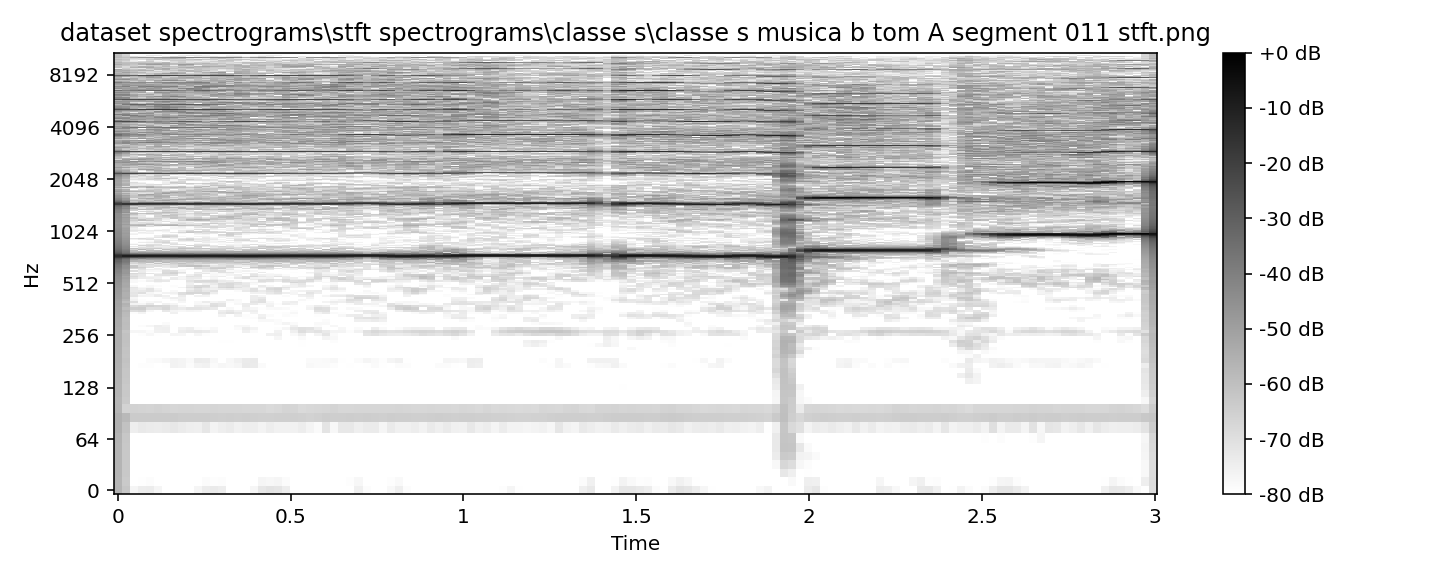 dataset spectrograms\stft spectrograms\classe s\classe s musica b tom A segment 011 stft.png
8192
4096
2048
1024
512
256
128
64
0
Hz
0
0.5
1
1.5
2
2.5
3
Time
+0 dB
-10 dB
-20 dB
-30 dB
-40 dB
-50 dB
-60 dB
-70 dB
-80 dB